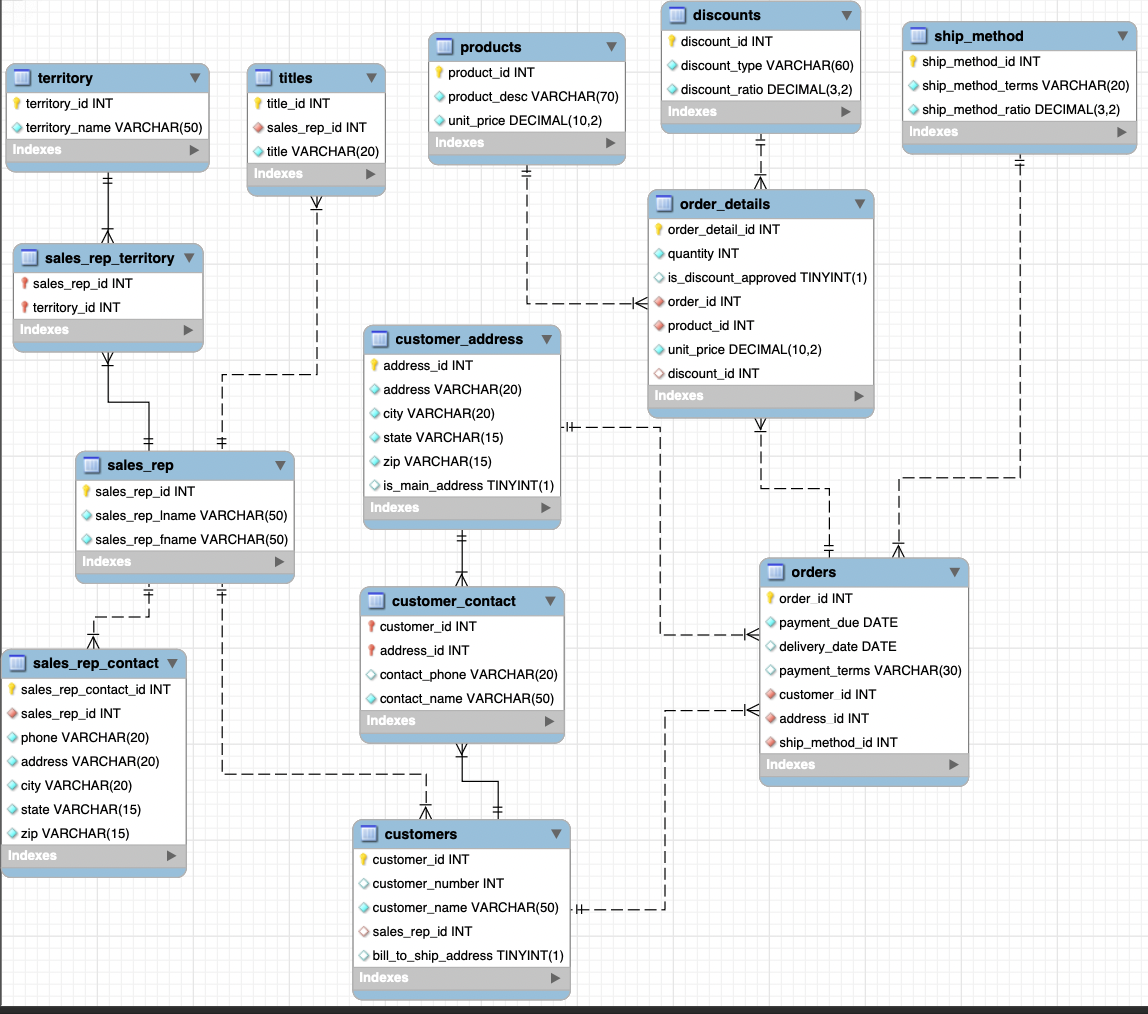 territory
territory_id INT
territory_name VARCHAR(50)
Indexes
titles
title_id INT
sales_rep_id INT
title VARCHAR(20)
Indexes
products
product_id INT
product_desc VARCHAR(70)
unit_price DECIMAL(10,2)
Indexes
discounts
discount_id INT
discount_type VARCHAR(60)
discount_ratio DECIMAL(3,2)
Indexes
ship_method
ship_method_id INT
ship_method_terms VARCHAR(20)
ship_method_ratio DECIMAL(3,2)
Indexes
sales_rep_territory
sales_rep_id INT
territory_id INT
Indexes
order_details
order_detail_id INT
quantity INT
is_discount_approved TINYINT(1)
order_id INT
product_id INT
unit_price DECIMAL(10,2)
discount_id INT
Indexes
customer_address
address_id INT
address VARCHAR(20)
city VARCHAR(20)
state VARCHAR(15)
zip VARCHAR(15)
is_main_address TINYINT(1)
Indexes
sales_rep
sales_rep_id INT
sales_rep_lname VARCHAR(50)
sales_rep_fname VARCHAR(50)
Indexes
customer_contact
customer_id INT
address_id INT
contact_phone VARCHAR(20)
contact_name VARCHAR(50)
Indexes
orders
order_id INT
payment_due DATE
delivery_date DATE
payment_terms VARCHAR(30)
customer_id INT
address_id INT
ship_method_id INT
Indexes
sales_rep_contact
sales_rep_contact_id INT
sales_rep_id INT
phone VARCHAR(20)
address VARCHAR(20)
city VARCHAR(20)
state VARCHAR(15)
zip VARCHAR(15)
Indexes
customers
customer_id INT
customer_number INT
customer_name VARCHAR(50)
sales_rep_id INT
bill_to_ship_address TINYINT(1)
Indexes